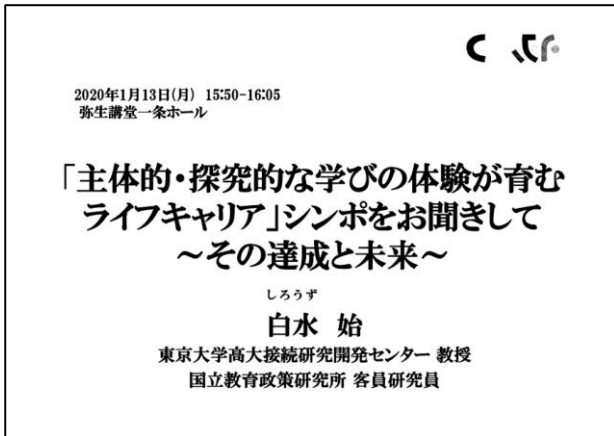 2020年1月13日(月) 15:50-16:05
弥生講堂一条ホール
「主体的・探究的な学びの体験が育む
ライフキャリア」シンポをお聞きして
~その達成と未来~
しろうず
白水 始
東京大学高大接続研究開発センター 教授
国立教育政策研究所 客員研究員